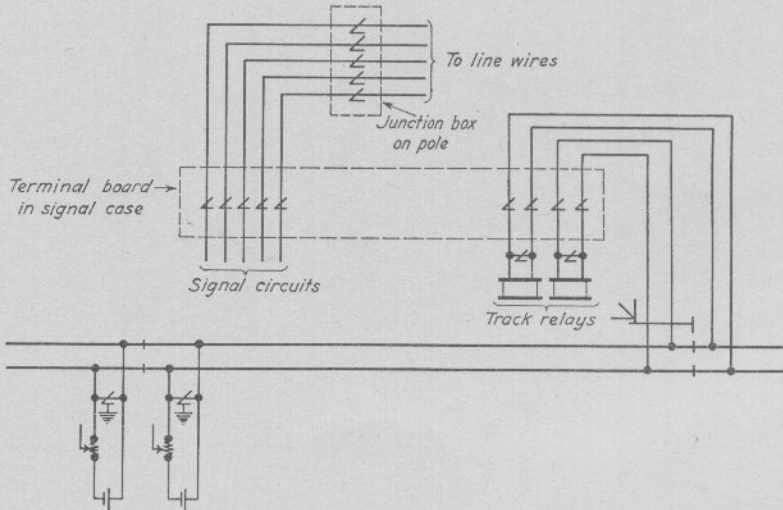 To line wires
Junction box
on pole
Terminal board
in signal case
Signal circuits
Track relays